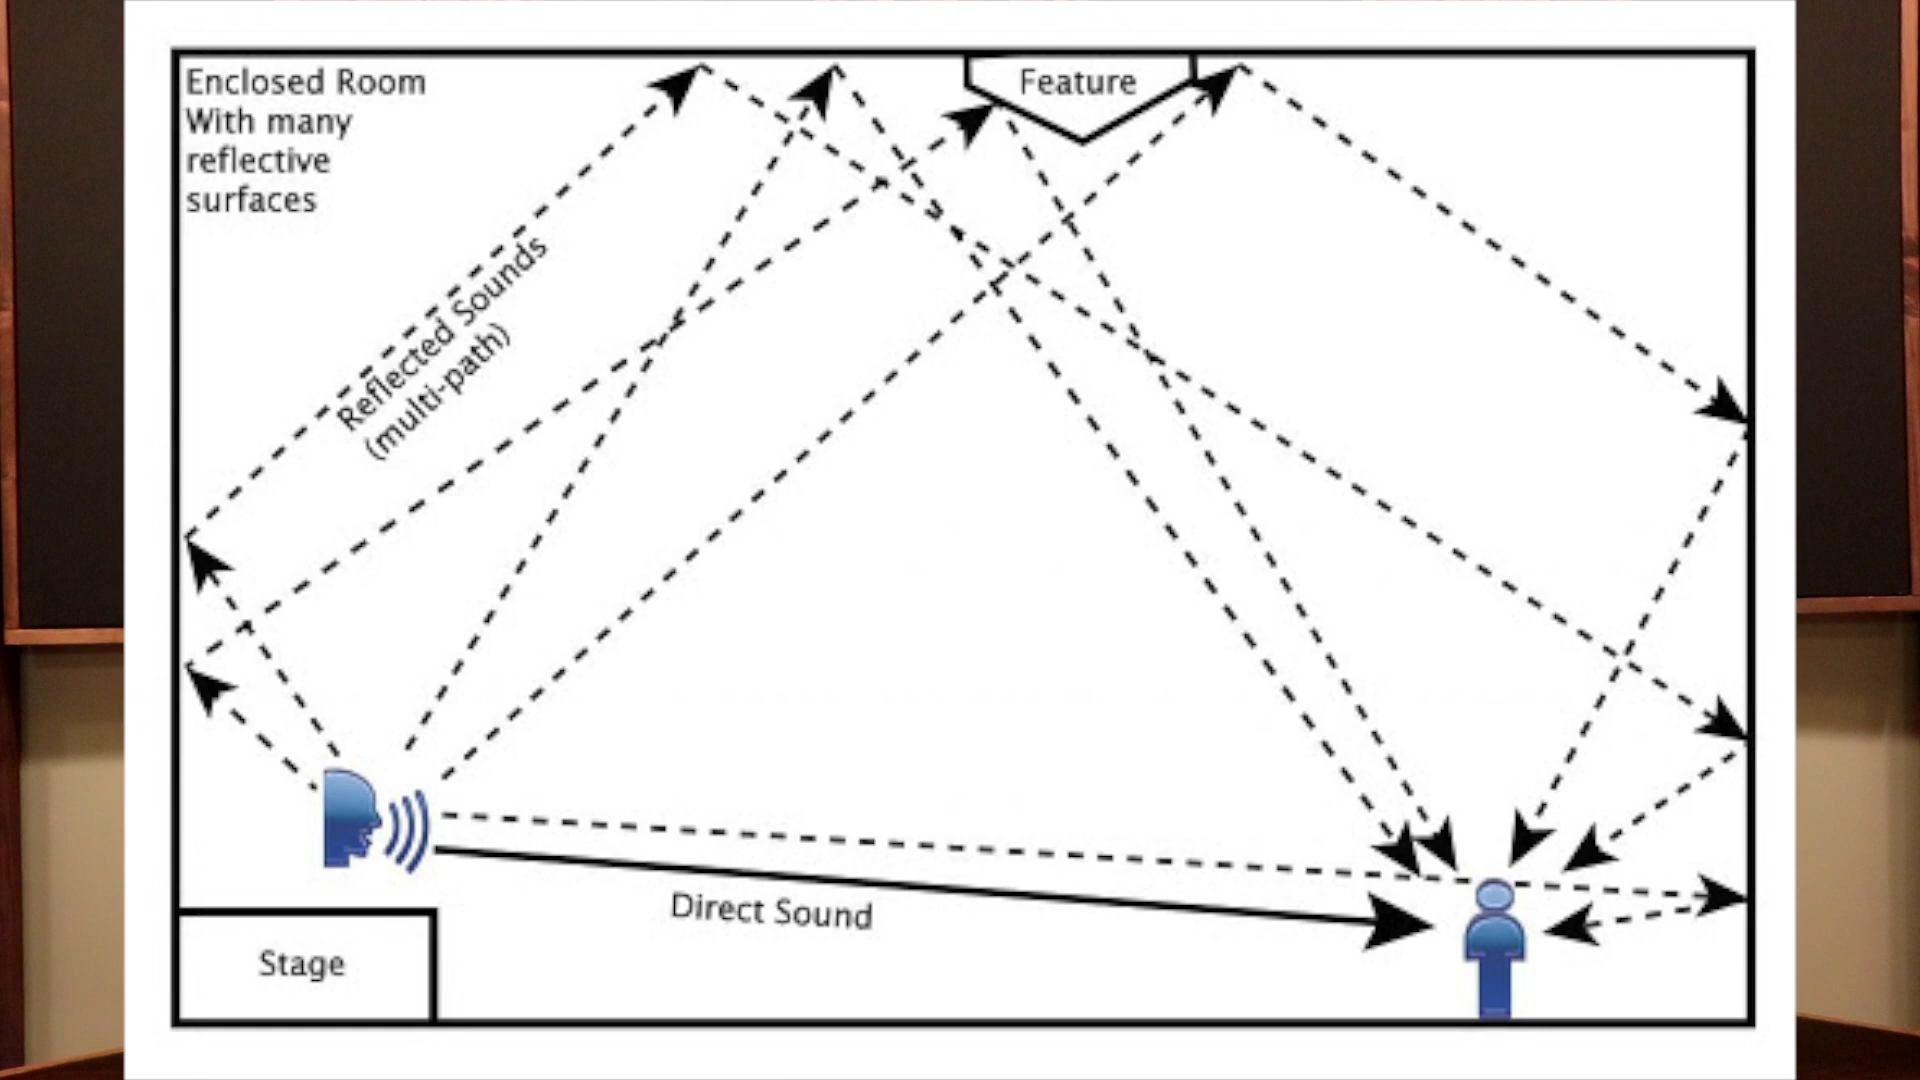 Enclosed Room
With many
reflective
surfaces
Feature
Reflected Sounds
(multi-path)
Direct Sound
Stage